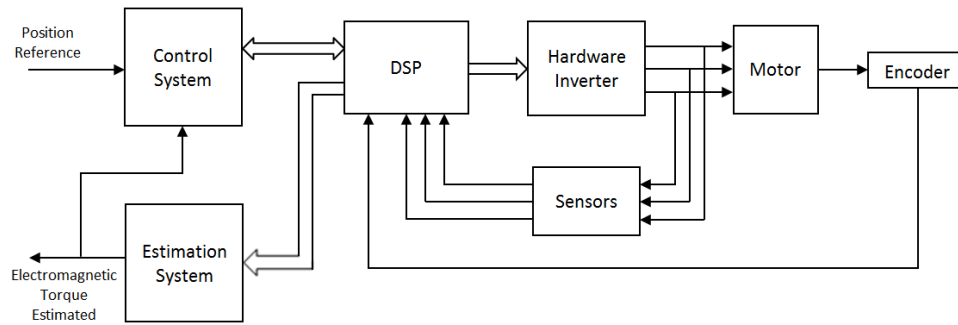 Position
Reference
Control
System
DSP
Hardware
Inverter
Motor
Encoder
Sensors
Estimation
System
Electromagnetic
Torque
Estimated